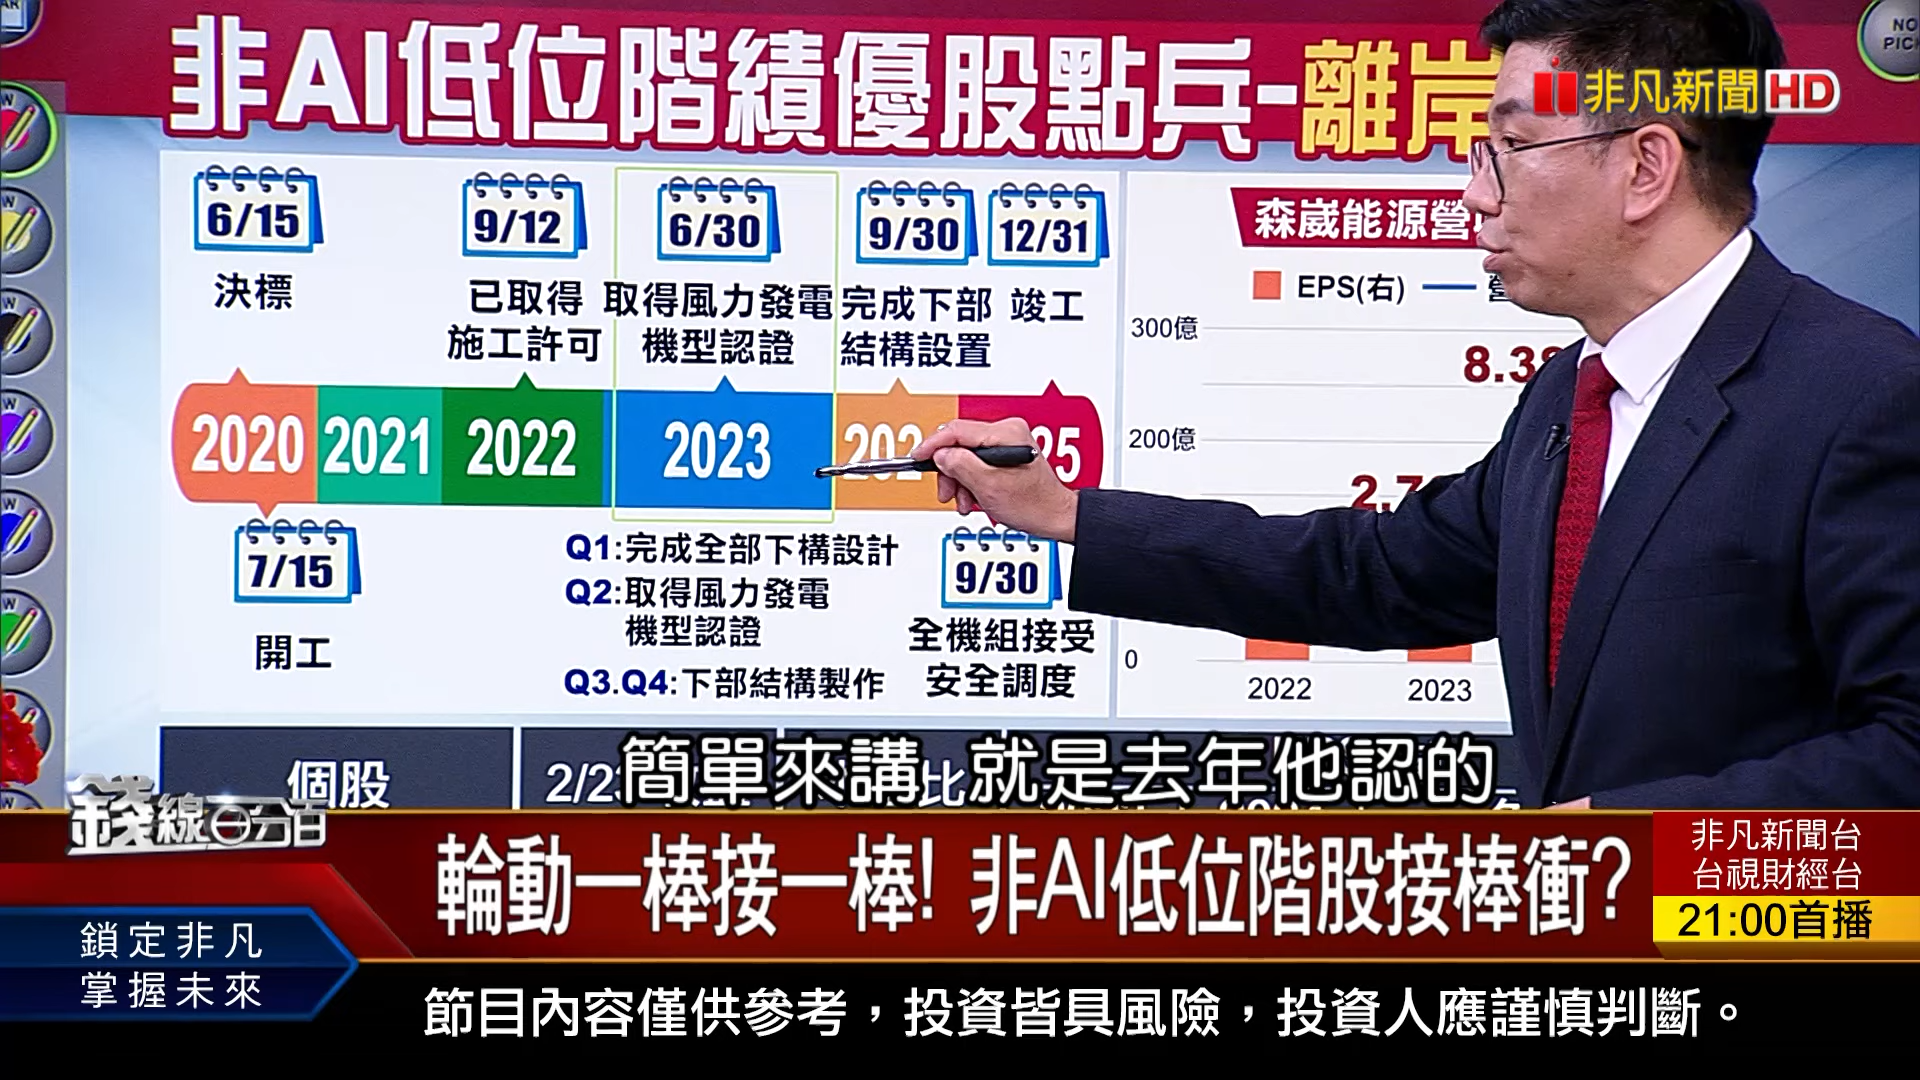 非AI低位階績優股點兵-離岸
非凡新聞HD
6/15
決標
9/12
已取得
施工許可
6/30
取得風力發電
機型認證
9/30
完成下部
結構設置
12/31
竣工
2020
2021
2022
2023
7/15
開工
Q1:完成全部下構設計
Q2:取得風力發電
機型認證
Q3.Q4:下部結構製作
9/30
全機組接受
安全調度
森崴能源營
EPS(右)
300億
200億
0
2022
2023
個股
簡單來講 就是去年他認的
錢線百分百
輪動一棒接一棒! 非AI低位階股接棒衝?
非凡新聞台
台視財經台
21:00首播
鎖定非凡
掌握未來
節目內容僅供參考，投資皆具風險，投資人應謹慎判斷。